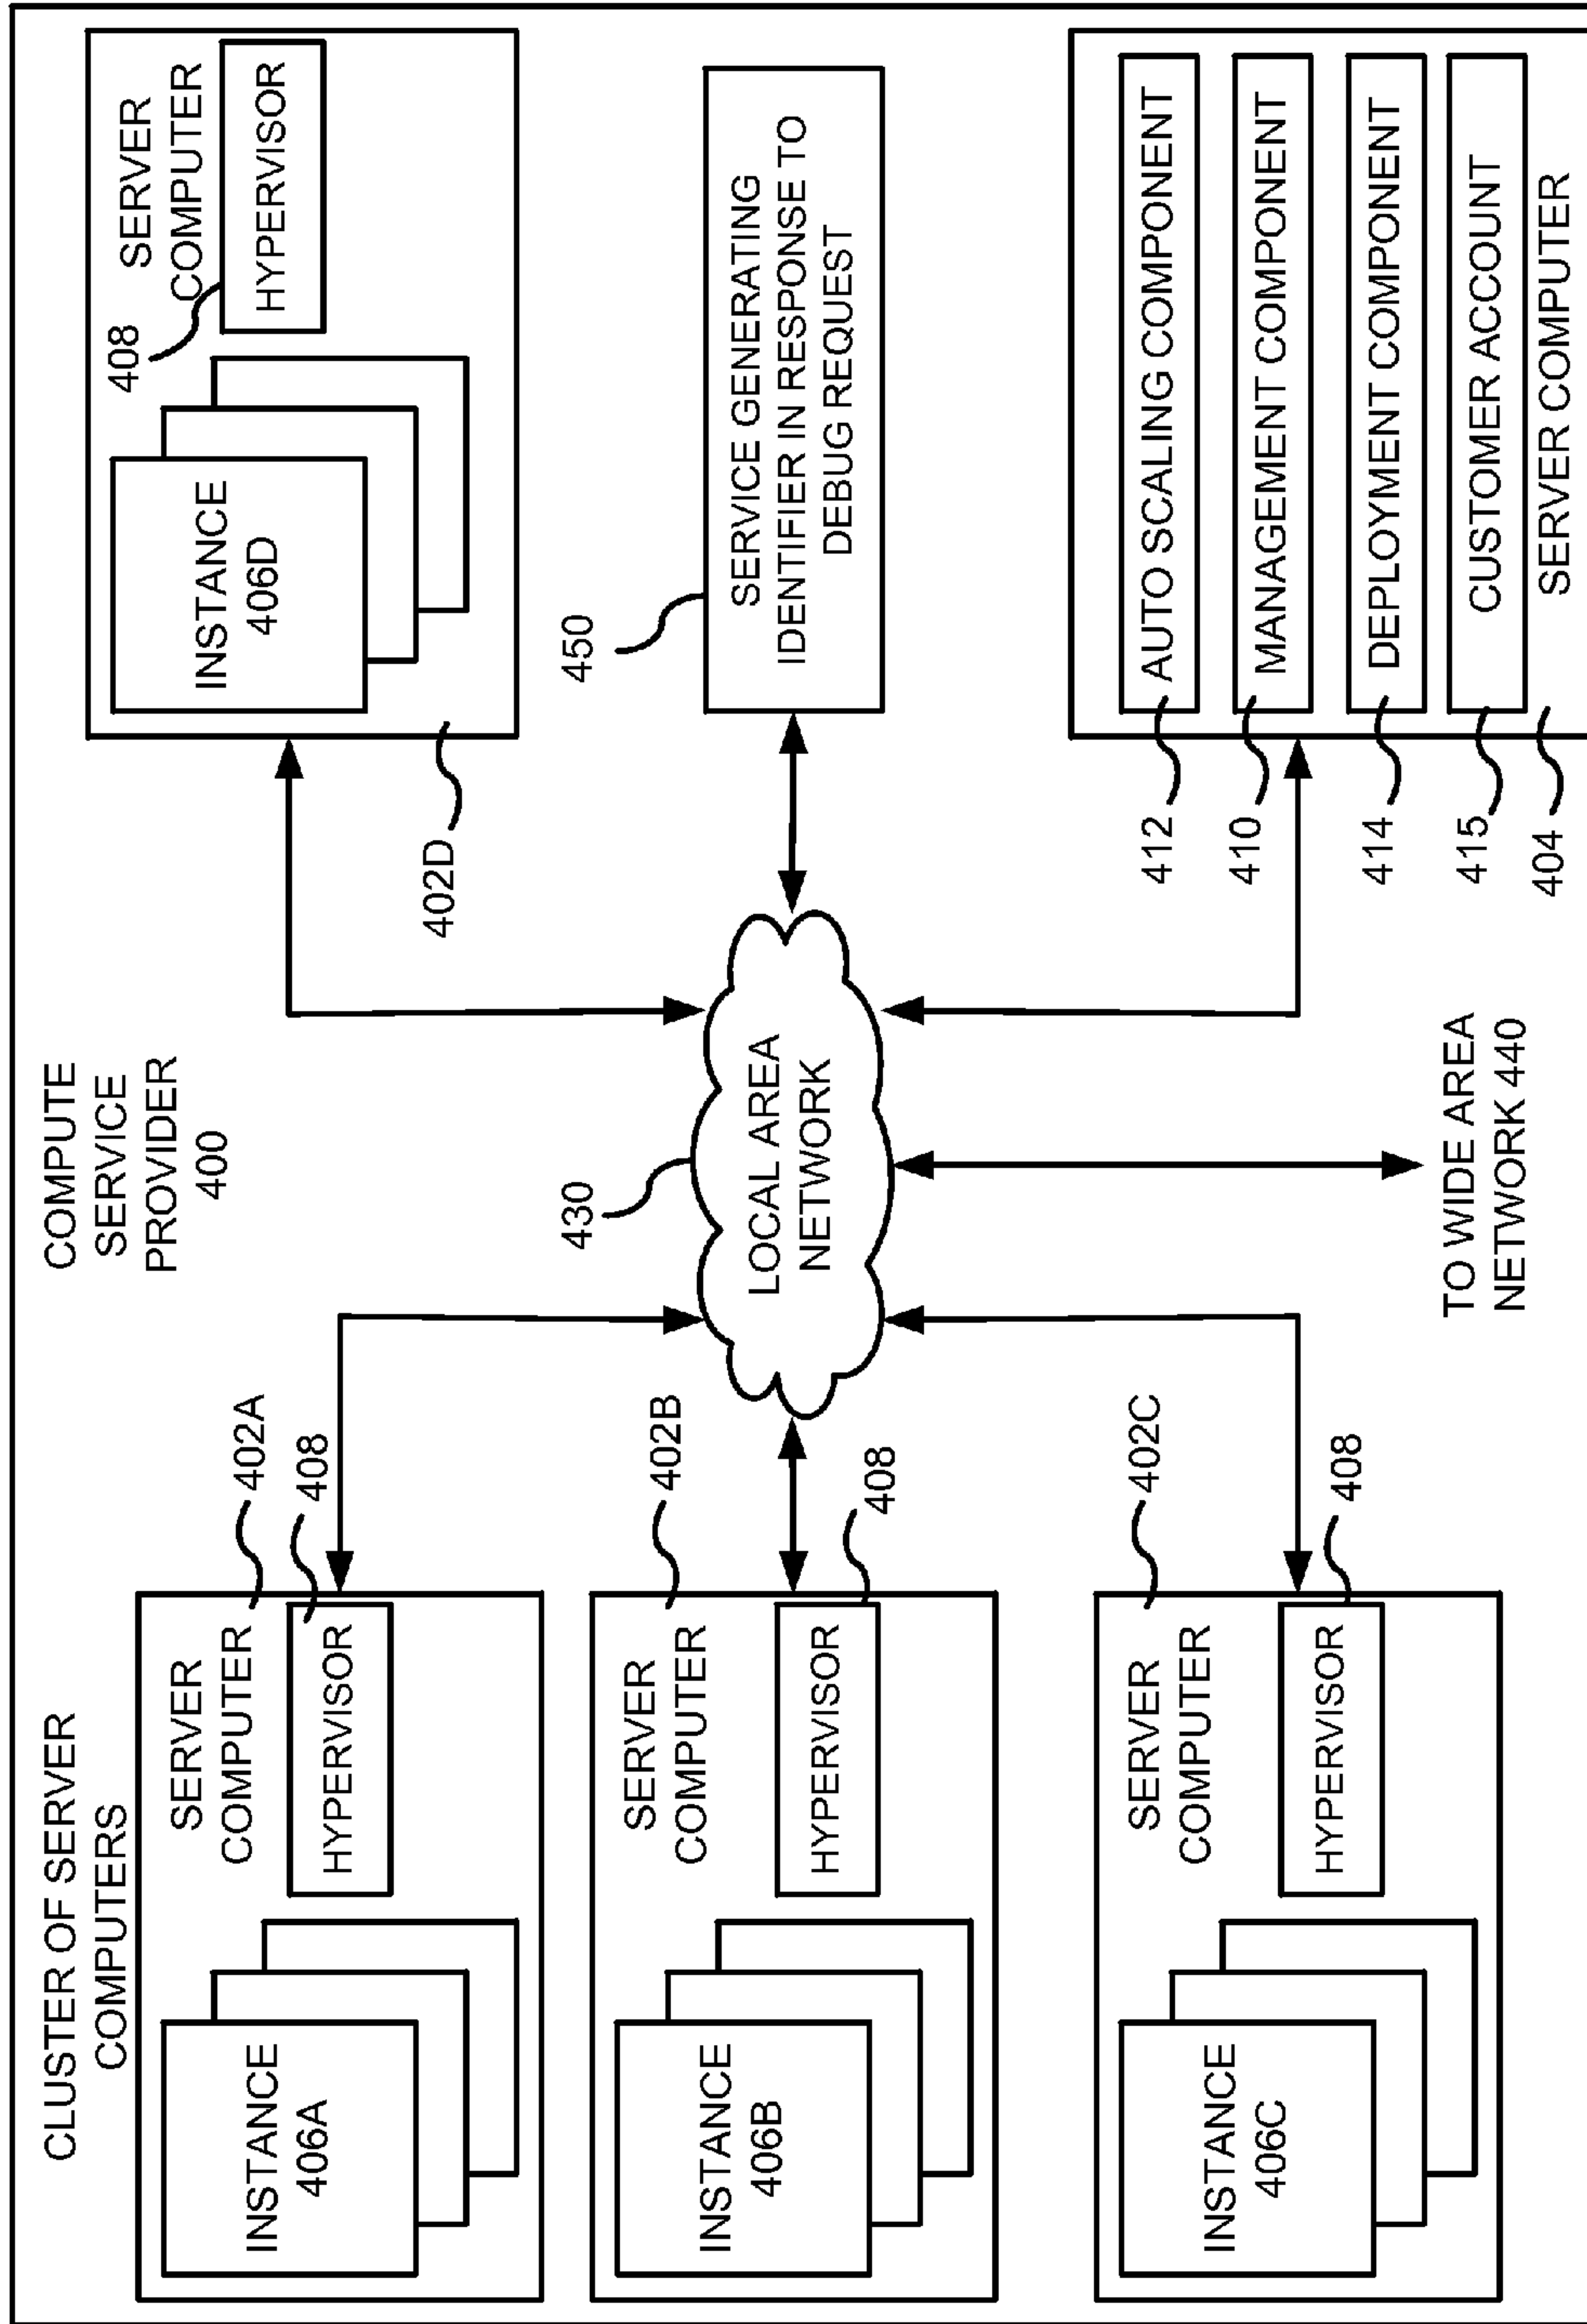 COMPUTE
SERVICE
PROVIDER
400
CLUSTER OF SERVER
COMPUTERS
SERVER
COMPUTER
402A
HYPERVISOR
408
INSTANCE
406A
SERVER
COMPUTER
402B
HYPERVISOR
408
INSTANCE
406B
SERVER
COMPUTER
402C
HYPERVISOR
408
INSTANCE
406C
430
LOCAL AREA
NETWORK
TO WIDE AREA
NETWORK 440
408
SERVER
COMPUTER
HYPERVISOR
INSTANCE
406D
402D
450
SERVICE GENERATING
IDENTIFIER IN RESPONSE TO
DEBUG REQUEST
412
AUTO SCALING COMPONENT
410
MANAGEMENT COMPONENT
414
DEPLOYMENT COMPONENT
415
CUSTOMER ACCOUNT
404
SERVER COMPUTER